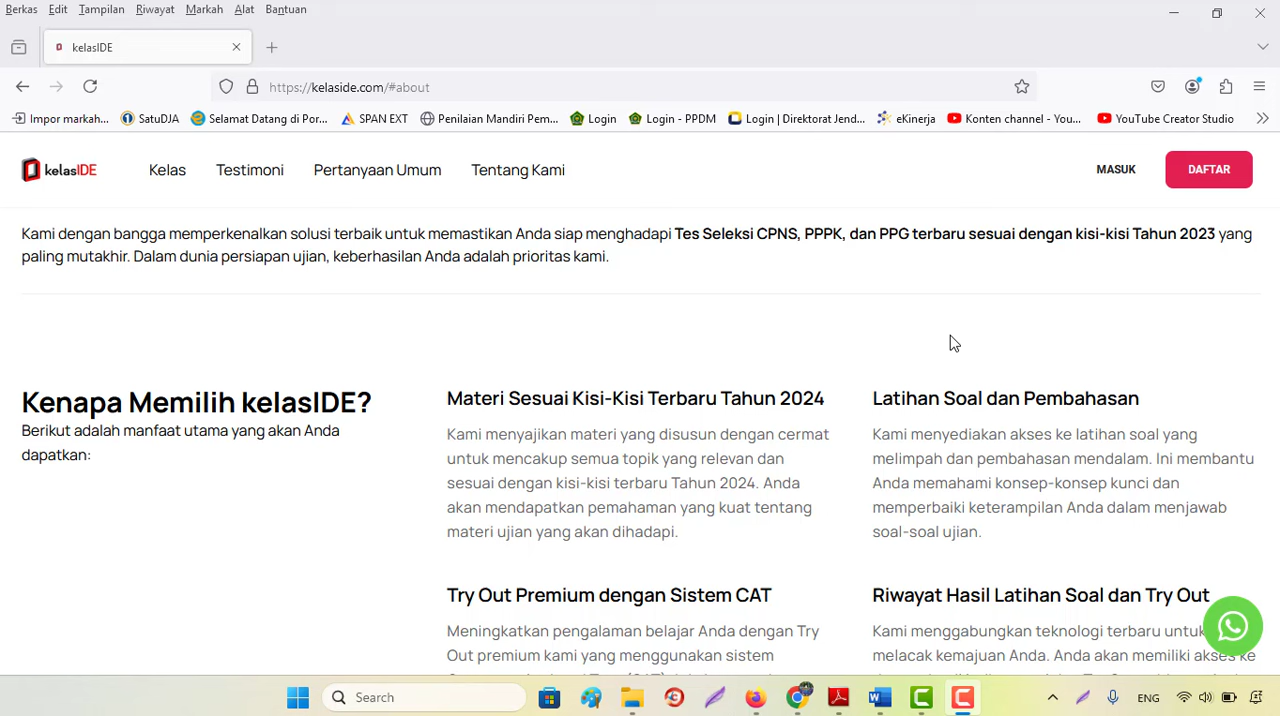 Berkas Edit Tampilan Riwayat Markah Alat Bantuan
kelasIDE
https://kelaside.com/#about
Impor markah... SatuDJA Selamat Datang di Por... SPAN EXT Penilaian Mandiri Pem... Login Login - PPDM Login | Direktorat Jend... eKinerja Konten channel - You... YouTube Creator Studio
kelasIDE Kelas Testimoni Pertanyaan Umum Tentang Kami MASUK DAFTAR
Kami dengan bangga memperkenalkan solusi terbaik untuk memastikan Anda siap menghadapi Tes Seleksi CPNS, PPPK, dan PPG terbaru sesuai dengan kisi-kisi Tahun 2023 yang
paling mutakhir. Dalam dunia persiapan ujian, keberhasilan Anda adalah prioritas kami.
Kenapa Memilih kelasIDE?
Berikut adalah manfaat utama yang akan Anda
dapatkan:
Materi Sesuai Kisi-Kisi Terbaru Tahun 2024
Kami menyajikan materi yang disusun dengan cermat
untuk mencakup semua topik yang relevan dan
sesuai dengan kisi-kisi terbaru Tahun 2024. Anda
akan mendapatkan pemahaman yang kuat tentang
materi ujian yang akan dihadapi.
Latihan Soal dan Pembahasan
Kami menyediakan akses ke latihan soal yang
melimpah dan pembahasan mendalam. Ini membantu
Anda memahami konsep-konsep kunci dan
memperbaiki keterampilan Anda dalam menjawab
soal-soal ujian.
Try Out Premium dengan Sistem CAT
Meningkatkan pengalaman belajar Anda dengan Try
Out premium kami yang menggunakan sistem
Riwayat Hasil Latihan Soal dan Try Out
Kami menggabungkan teknologi terbaru untuk
melacak kemajuan Anda. Anda akan memiliki akses ke
Search
ENG